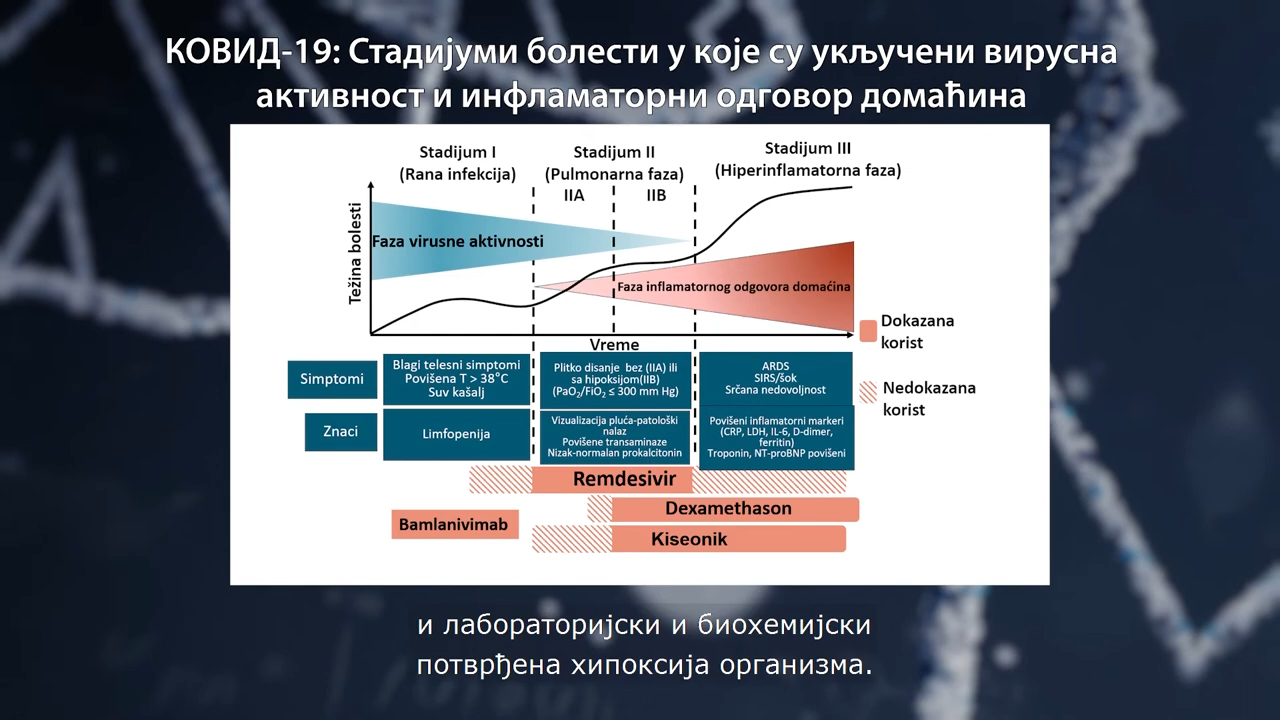 КОВИД-19: Стадијуми болести у које су укључени вирусна
активност и инфламаторни одговор домаћина
Stadijum I
(Rana infekcija)
Stadijum II
(Pulmonarna faza)
IIA
IIB
Stadijum III
(Hiperinflamatorna faza)
Težina bolesti
Faza virusne aktivnosti
Faza inflamatornog odgovora domaćina
Vreme
Dokazana
korist
Nedokazana
korist
Simptomi
Blagi telesni simptomi
Povišena T > 38°C
Suv kašalj
Plitko disanje bez (IIA) ili
sa hipoksijom(IIB)
(PaO₂/FiO₂ ≤ 300 mm Hg)
ARDS
SIRS/šok
Srčana nedovoljnost
Znaci
Limfopenija
Vizualizacija pluća-patološki
nalaz
Povišene transaminaze
Nizak-normalan prokalcitonin
Povišeni inflamatorni markeri
(CRP, LDH, IL-6, D-dimer,
ferritin)
Troponin, NT-proBNP povišeni
Remdesivir
Dexamethason
Bamlanivimab
Kiseonik
и лабораторијски и биохемијски
потврђена хипоксија организма.